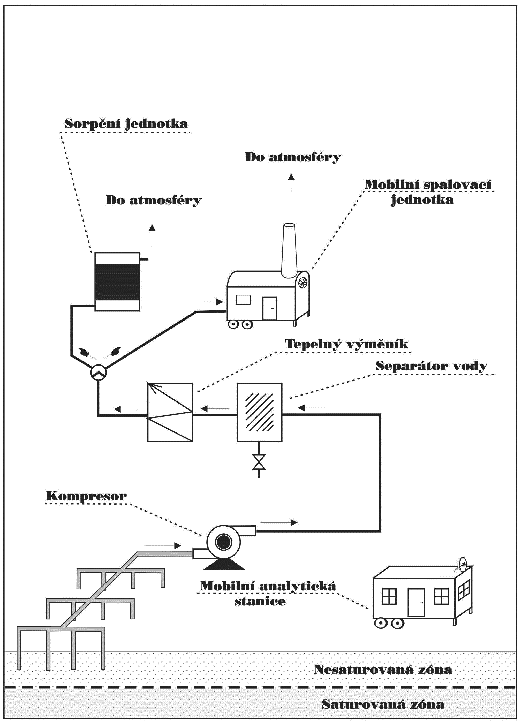 Sorpční jednotka
Do atmosféry
Do atmosféry
Mobilní spalovací
jednotka
Tepelný výměník
Separátor vody
Kompresor
Mobilní analytická
stanice
Nesaturovaná zóna
Saturovaná zóna